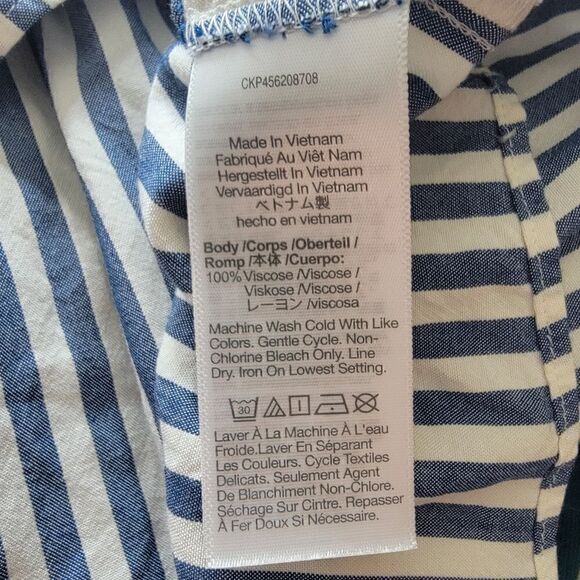 CKP456208708
Made In Vietnam
Fabriqué Au Viêt Nam
Hergestellt In Vietnam
Vervaardigd In Vietnam
ベトナム製
hecho en vietnam
Body /Corps /Oberteil /
Romp /本体 /Cuerpo:
100% Viscose /Viscose /
Viskose /Viscose /
レーヨン /viscosa
Machine Wash Cold With Like
Colors. Gentle Cycle. Non-
Chlorine Bleach Only. Line
Dry. Iron On Lowest Setting.
30
Laver À La Machine À L'eau
Froide.Laver En Séparant
Les Couleurs. Cycle Textiles
Delicats. Seulement Agent
De Blanchiment Non-Chlore.
Séchage Sur Cintre. Repasser
À Fer Doux Si Nécessaire.